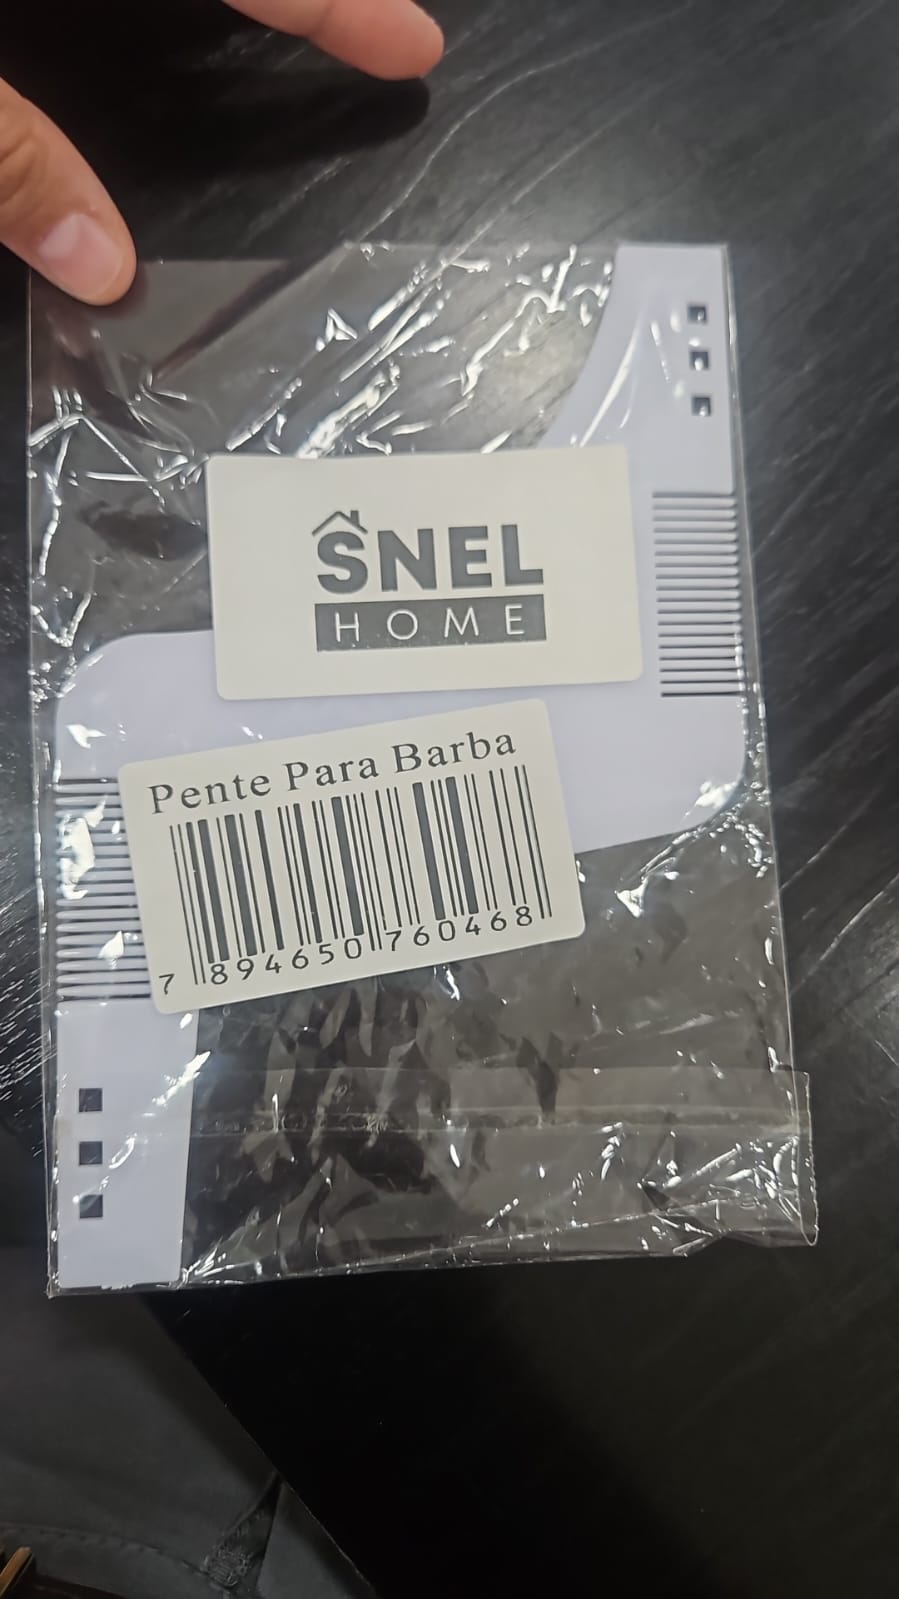 SNEL
HOME
Pente Para Barba
7 894650 760468